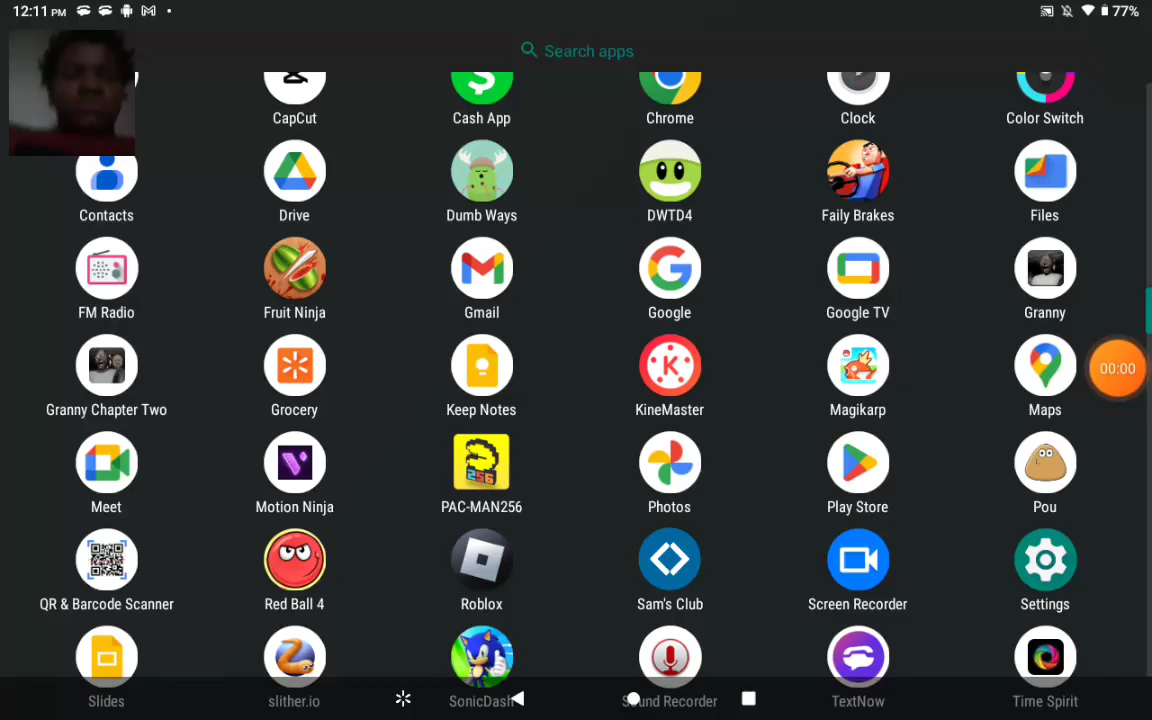 12:11 PM
77%
Search apps
CapCut
Cash App
Chrome
Clock
Color Switch
Contacts
Drive
Dumb Ways
DWTD4
Faily Brakes
Files
FM Radio
Fruit Ninja
Gmail
Google
Google TV
Granny
00:00
Granny Chapter Two
Grocery
Keep Notes
KineMaster
Magikarp
Maps
Meet
Motion Ninja
PAC-MAN256
Photos
Play Store
Pou
QR & Barcode Scanner
Red Ball 4
Roblox
Sam's Club
Screen Recorder
Settings
Slides
slither.io
SonicDash
Sound Recorder
TextNow
Time Spirit